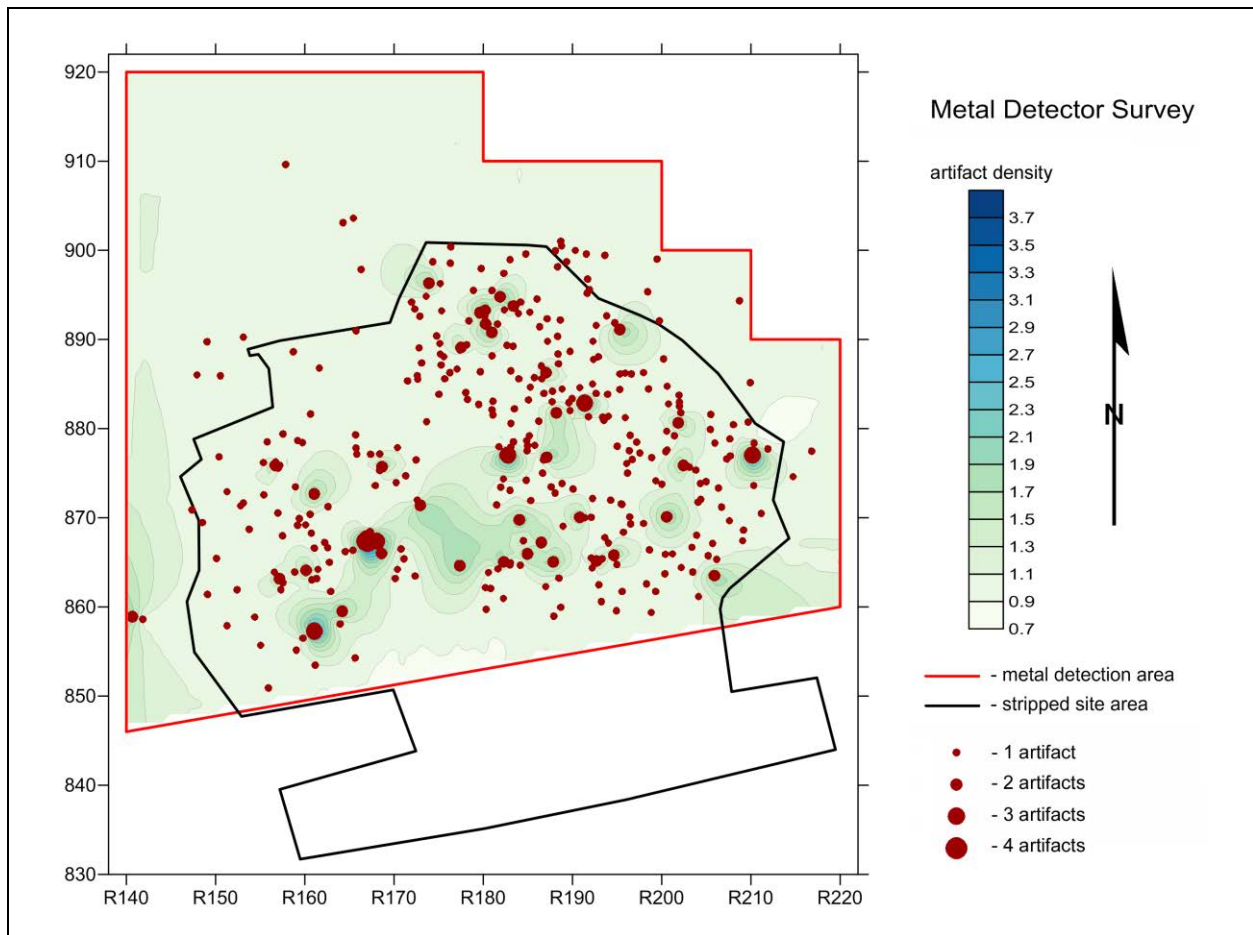 920
910
900
890
880
870
860
850
840
830
R140 R150 R160 R170 R180 R190 R200 R210 R220
Metal Detector Survey
artifact density
3.7
3.5
3.3
3.1
2.9
2.7
2.5
2.3
2.1
1.9
1.7
1.5
1.3
1.1
0.9
0.7
N
- metal detection area
- stripped site area
- 1 artifact
- 2 artifacts
- 3 artifacts
- 4 artifacts